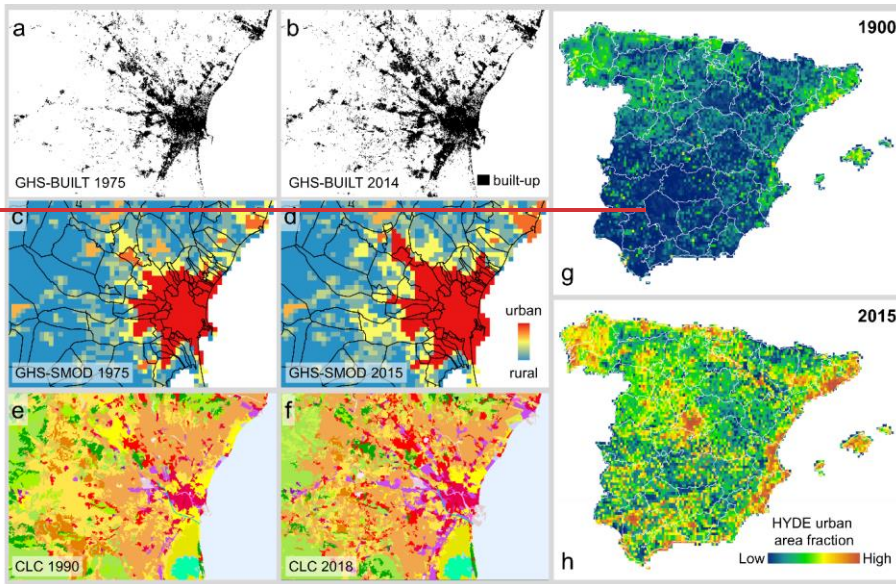 a
GHS-BUILT 1975
b
GHS-BUILT 2014
built-up
c
GHS-SMOD 1975
d
GHS-SMOD 2015
urban
rural
e
CLC 1990
f
CLC 2018
1900
g
2015
h
HYDE urban
area fraction
Low High